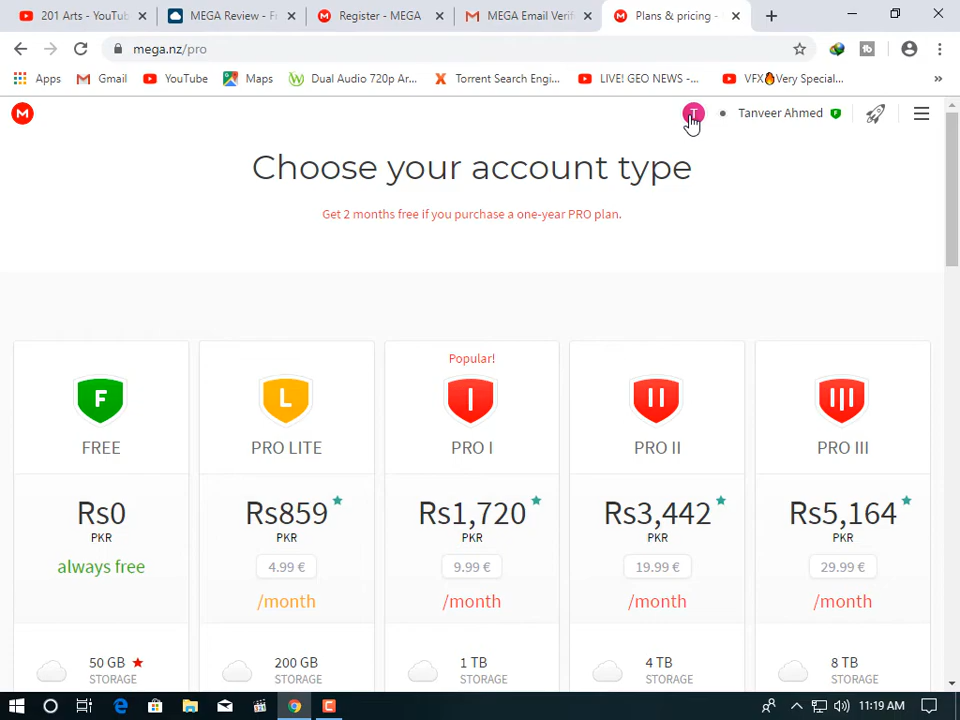 201 Arts - YouTu
MEGA Review - F
Register - MEGA
MEGA Email Verif
Plans & pricing -
mega.nz/pro
Apps
Gmail
YouTube
Maps
Dual Audio 720p Ar...
Torrent Search Engi...
LIVE! GEO NEWS -...
VFX🔥Very Special...
»
M
T
Tanveer Ahmed
F
Choose your account type
Get 2 months free if you purchase a one-year PRO plan.
F
FREE
Rs0
PKR
always free
50 GB
STORAGE
L
PRO LITE
Rs859
PKR
4.99 €
/month
200 GB
STORAGE
Popular!
I
PRO I
Rs1,720
PKR
9.99 €
/month
1 TB
STORAGE
II
PRO II
Rs3,442
PKR
19.99 €
/month
4 TB
STORAGE
III
PRO III
Rs5,164
PKR
29.99 €
/month
8 TB
STORAGE
11:19 AM